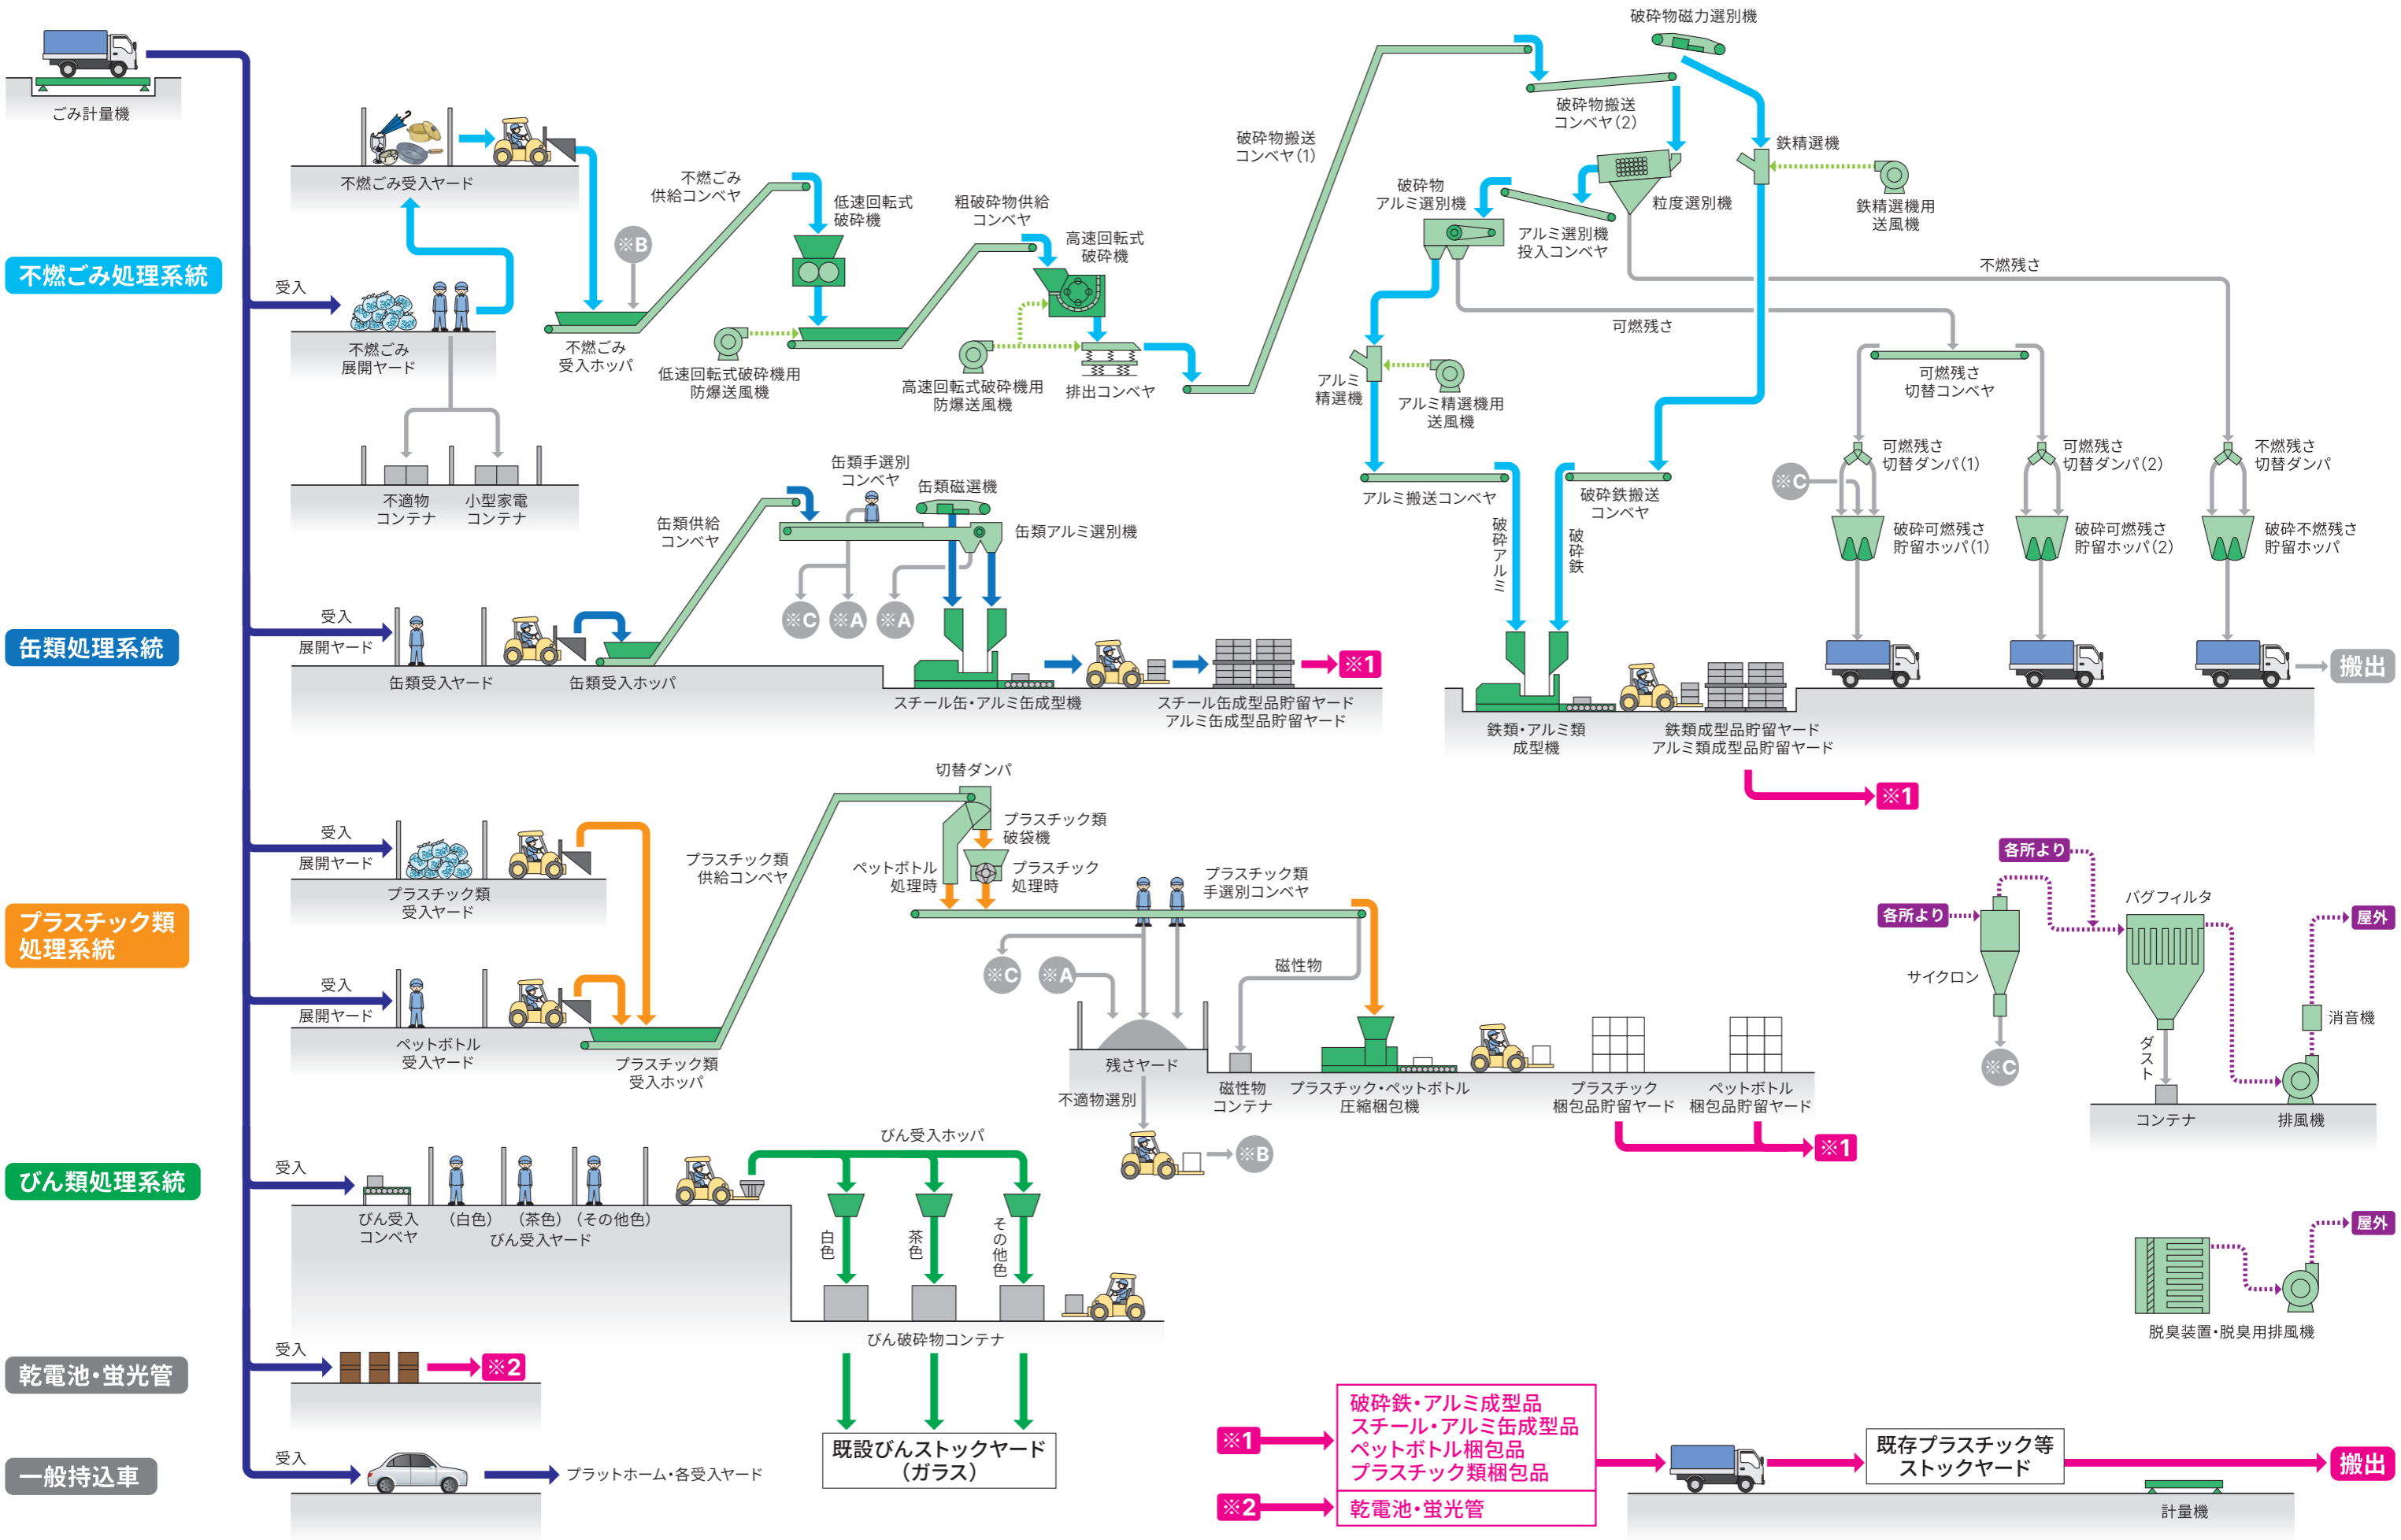 ごみ計量機
不燃ごみ処理系統
不燃ごみ受入ヤード
受入
不燃ごみ
展開ヤード
不適物
コンテナ
小型家電
コンテナ
※B
不燃ごみ
受入ホッパ
不燃ごみ
供給コンベヤ
低速回転式
破砕機
低速回転式破砕機用
防爆送風機
粗破砕物供給
コンベヤ
高速回転式
破砕機
高速回転式破砕機用
防爆送風機
排出コンベヤ
破砕物搬送
コンベヤ(1)
破砕物搬送
コンベヤ(2)
破砕物磁力選別機
鉄精選機
鉄精選機用
送風機
粒度選別機
アルミ選別機
投入コンベヤ
破砕物
アルミ選別機
不燃残さ
可燃残さ
アルミ
精選機
アルミ精選機用
送風機
アルミ搬送コンベヤ
破砕鉄搬送
コンベヤ
破砕アルミ
破砕鉄
可燃残さ
切替コンベヤ
可燃残さ
切替ダンパ(1)
可燃残さ
切替ダンパ(2)
不燃残さ
切替ダンパ
※C
破砕可燃残さ
貯留ホッパ(1)
破砕可燃残さ
貯留ホッパ(2)
破砕不燃残さ
貯留ホッパ
搬出
鉄類・アルミ類
成型機
鉄類成型品貯留ヤード
アルミ類成型品貯留ヤード
※1
缶類処理系統
受入
展開ヤード
缶類受入ヤード
缶類受入ホッパ
缶類供給
コンベヤ
缶類手選別
コンベヤ
缶類磁選機
缶類アルミ選別機
※C
※A
※A
スチール缶・アルミ缶成型機
スチール缶成型品貯留ヤード
アルミ缶成型品貯留ヤード
※1
プラスチック類
処理系統
受入
展開ヤード
プラスチック類
受入ヤード
受入
展開ヤード
ペットボトル
受入ヤード
プラスチック類
受入ホッパ
プラスチック類
供給コンベヤ
切替ダンパ
プラスチック類
破袋機
ペットボトル
処理時
プラスチック
処理時
プラスチック類
手選別コンベヤ
※C
※A
磁性物
残さヤード
不適物選別
※B
磁性物
コンテナ
プラスチック・ペットボトル
圧縮梱包機
プラスチック
梱包品貯留ヤード
ペットボトル
梱包品貯留ヤード
※1
各所より
各所より
サイクロン
※C
バグフィルタ
ダスト
コンテナ
屋外
消音機
排風機
屋外
脱臭装置・脱臭用排風機
びん類処理系統
受入
びん受入
コンベヤ
(白色)
(茶色)
(その他色)
びん受入ヤード
びん受入ホッパ
白色
茶色
その他色
びん破砕物コンテナ
既設びんストックヤード
(ガラス)
乾電池・蛍光管
受入
※2
一般持込車
受入
プラットホーム・各受入ヤード
※1
破砕鉄・アルミ成型品
スチール・アルミ缶成型品
ペットボトル梱包品
プラスチック類梱包品
※2
乾電池・蛍光管
既存プラスチック等
ストックヤード
計量機
搬出